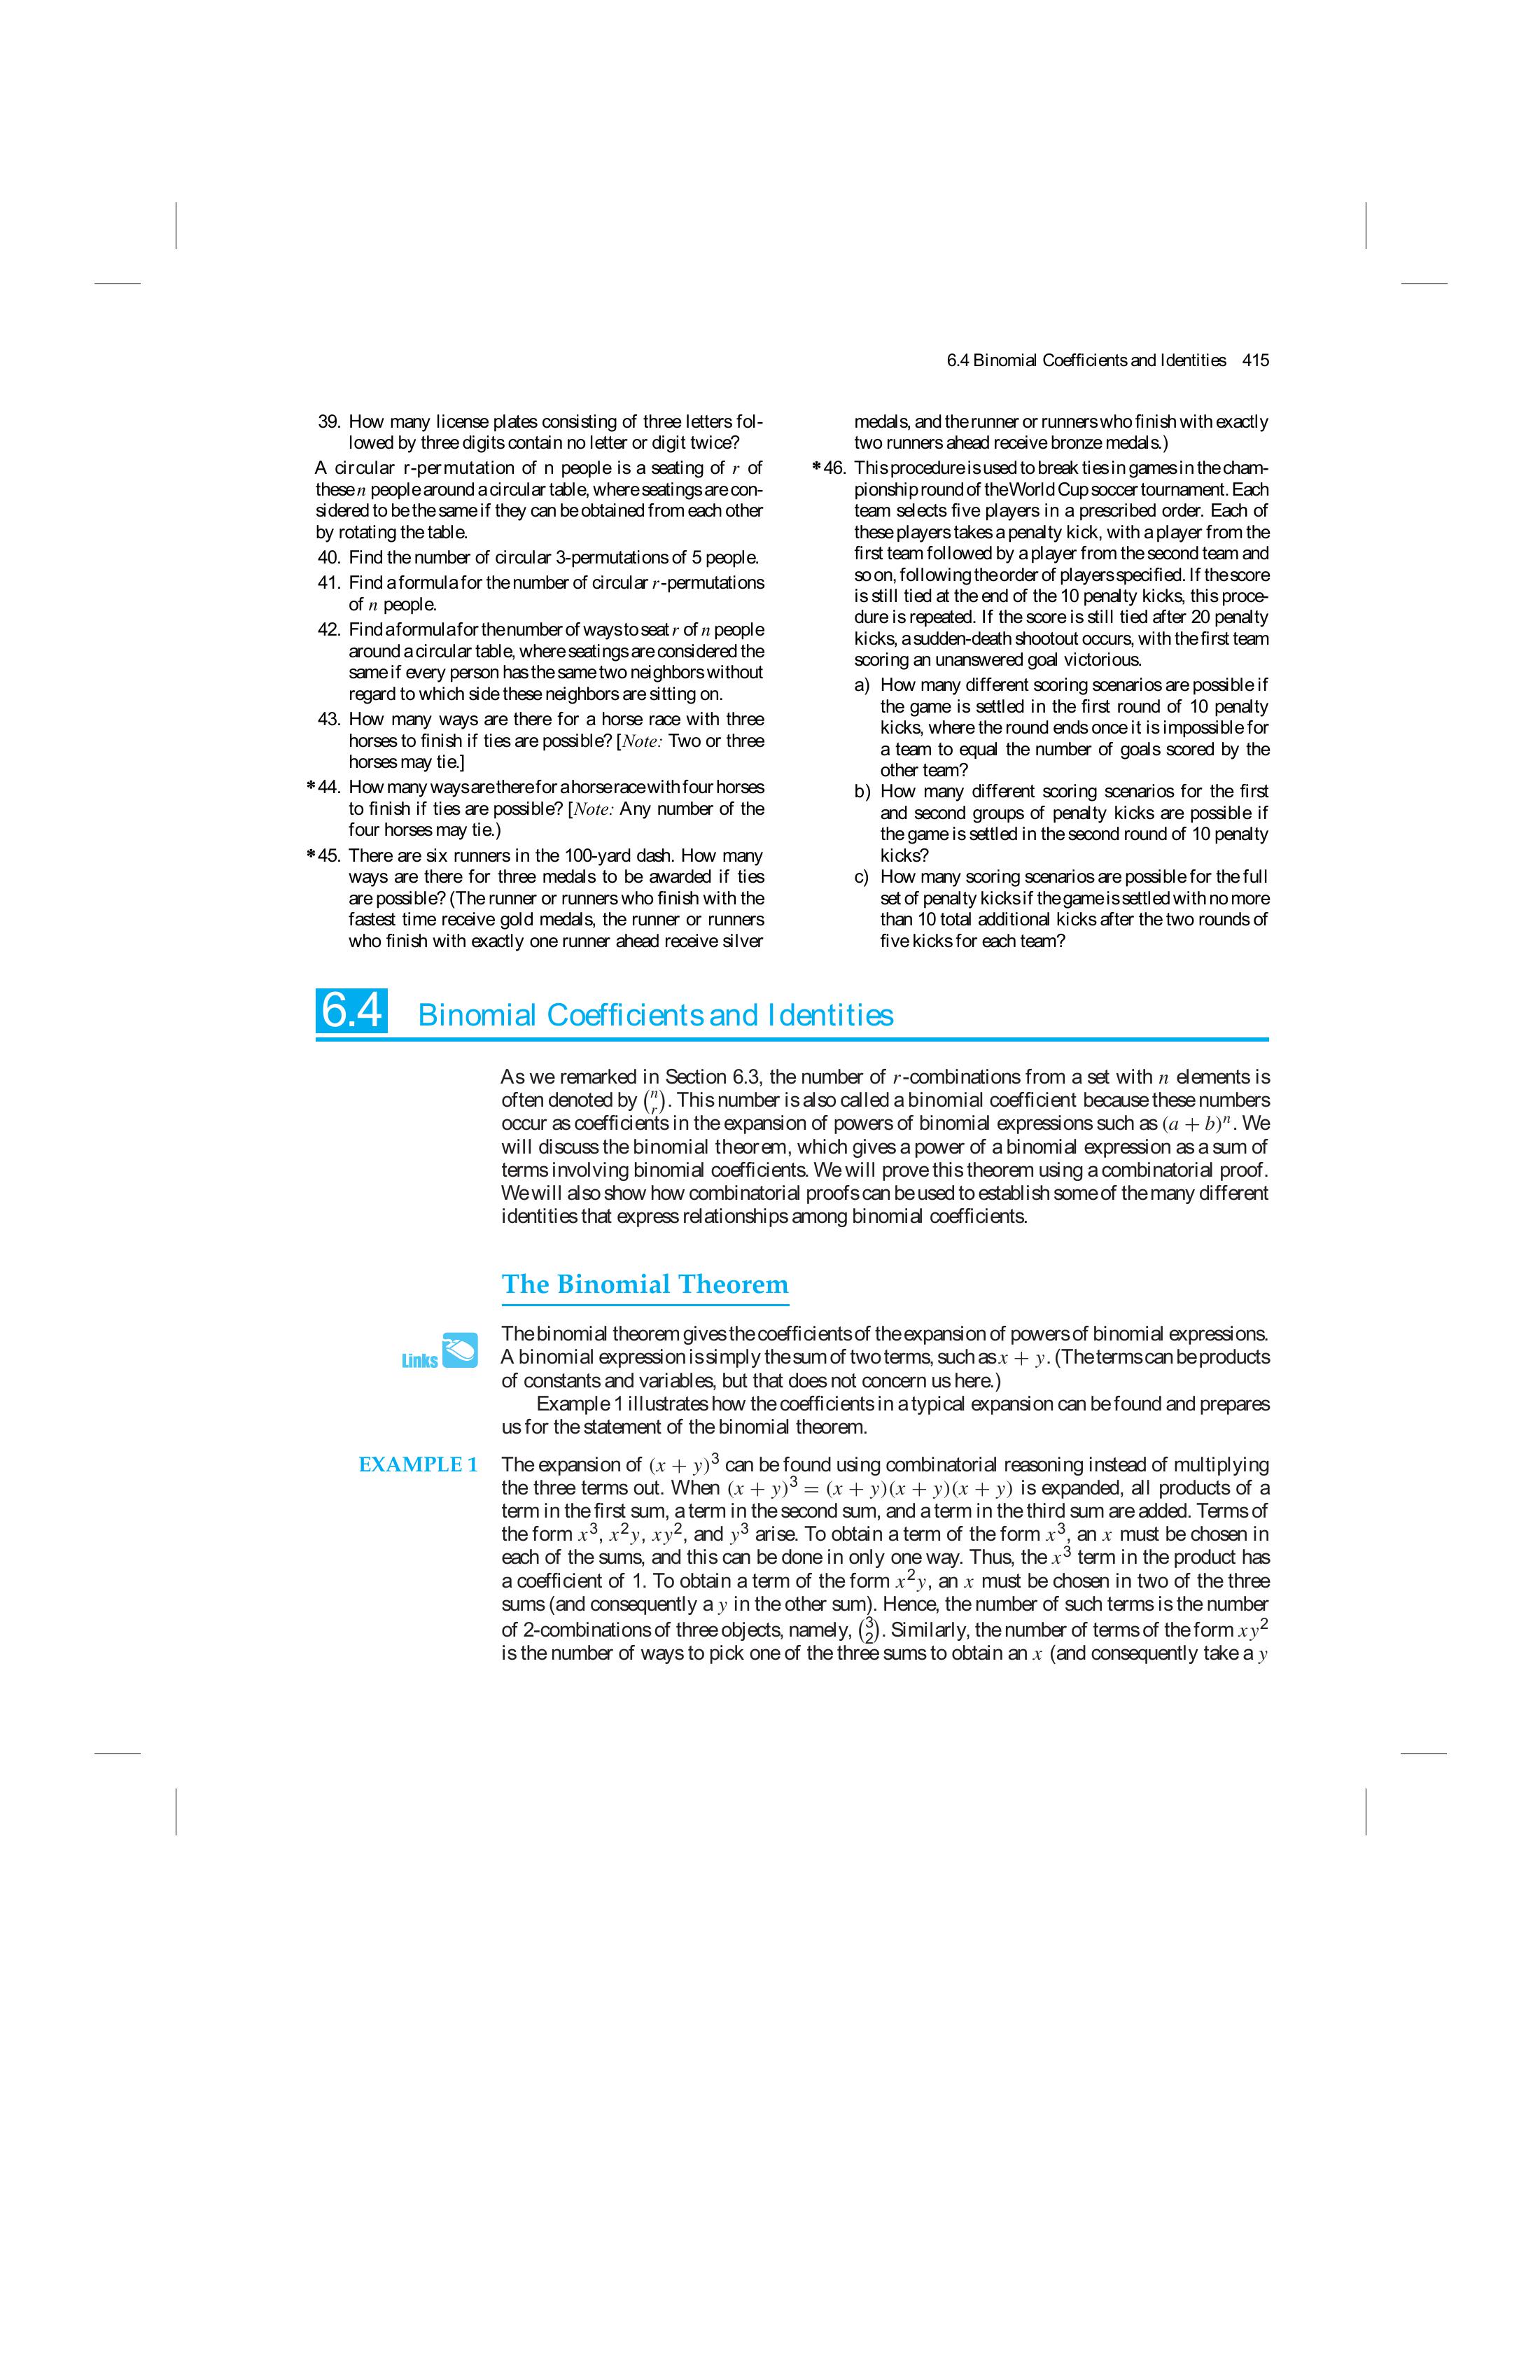 6.4 Binomial Coefficients and Identities 415
39. How many license plates consisting of three letters fol-
lowed by three digits contain no letter or digit twice?
A circular r-permutation of n people is a seating of r of
these n people around a circular table, where seatings are con-
sidered to be the same if they can be obtained from each other
by rotating the table.
40. Find the number of circular 3-permutations of 5 people.
41. Find a formula for the number of circular r-permutations
of n people.
42. Find a formula for the number of ways to seat r of n people
around a circular table, where seatings are considered the
same if every person has the same two neighbors without
regard to which side these neighbors are sitting on.
43. How many ways are there for a horse race with three
horses to finish if ties are possible? [Note: Two or three
horses may tie.]
*44. How many ways are there for a horse race with four horses
to finish if ties are possible? [Note: Any number of the
four horses may tie.)
*45. There are six runners in the 100-yard dash. How many
ways are there for three medals to be awarded if ties
are possible? (The runner or runners who finish with the
fastest time receive gold medals, the runner or runners
who finish with exactly one runner ahead receive silver
medals, and the runner or runners who finish with exactly
two runners ahead receive bronze medals.)
*46. This procedure is used to break ties in games in the cham-
pionship round of the World Cup soccer tournament. Each
team selects five players in a prescribed order. Each of
these players takes a penalty kick, with a player from the
first team followed by a player from the second team and
so on, following the order of players specified. If the score
is still tied at the end of the 10 penalty kicks, this proce-
dure is repeated. If the score is still tied after 20 penalty
kicks, a sudden-death shootout occurs, with the first team
scoring an unanswered goal victorious.
a) How many different scoring scenarios are possible if
the game is settled in the first round of 10 penalty
kicks, where the round ends once it is impossible for
a team to equal the number of goals scored by the
other team?
b) How many different scoring scenarios for the first
and second groups of penalty kicks are possible if
the game is settled in the second round of 10 penalty
kicks?
c) How many scoring scenarios are possible for the full
set of penalty kicks if the game is settled with no more
than 10 total additional kicks after the two rounds of
five kicks for each team?
6.4 Binomial Coefficients and Identities
As we remarked in Section 6.3, the number of r-combinations from a set with n elements is
often denoted by (n r). This number is also called a binomial coefficient because these numbers
occur as coefficients in the expansion of powers of binomial expressions such as (a + b)ⁿ. We
will discuss the binomial theorem, which gives a power of a binomial expression as a sum of
terms involving binomial coefficients. We will prove this theorem using a combinatorial proof.
We will also show how combinatorial proofs can be used to establish some of the many different
identities that express relationships among binomial coefficients.
The Binomial Theorem
Links
The binomial theorem gives the coefficients of the expansion of powers of binomial expressions.
A binomial expression is simply the sum of two terms, such as x + y. (The terms can be products
of constants and variables, but that does not concern us here.)
Example 1 illustrates how the coefficients in a typical expansion can be found and prepares
us for the statement of the binomial theorem.
EXAMPLE 1 The expansion of (x + y)³ can be found using combinatorial reasoning instead of multiplying
the three terms out. When (x + y)³ = (x + y)(x + y)(x + y) is expanded, all products of a
term in the first sum, a term in the second sum, and a term in the third sum are added. Terms of
the form x³, x²y, xy², and y³ arise. To obtain a term of the form x³, an x must be chosen in
each of the sums, and this can be done in only one way. Thus, the x³ term in the product has
a coefficient of 1. To obtain a term of the form x²y, an x must be chosen in two of the three
sums (and consequently a y in the other sum). Hence, the number of such terms is the number
of 2-combinations of three objects, namely, (3 2). Similarly, the number of terms of the form xy²
is the number of ways to pick one of the three sums to obtain an x (and consequently take a y